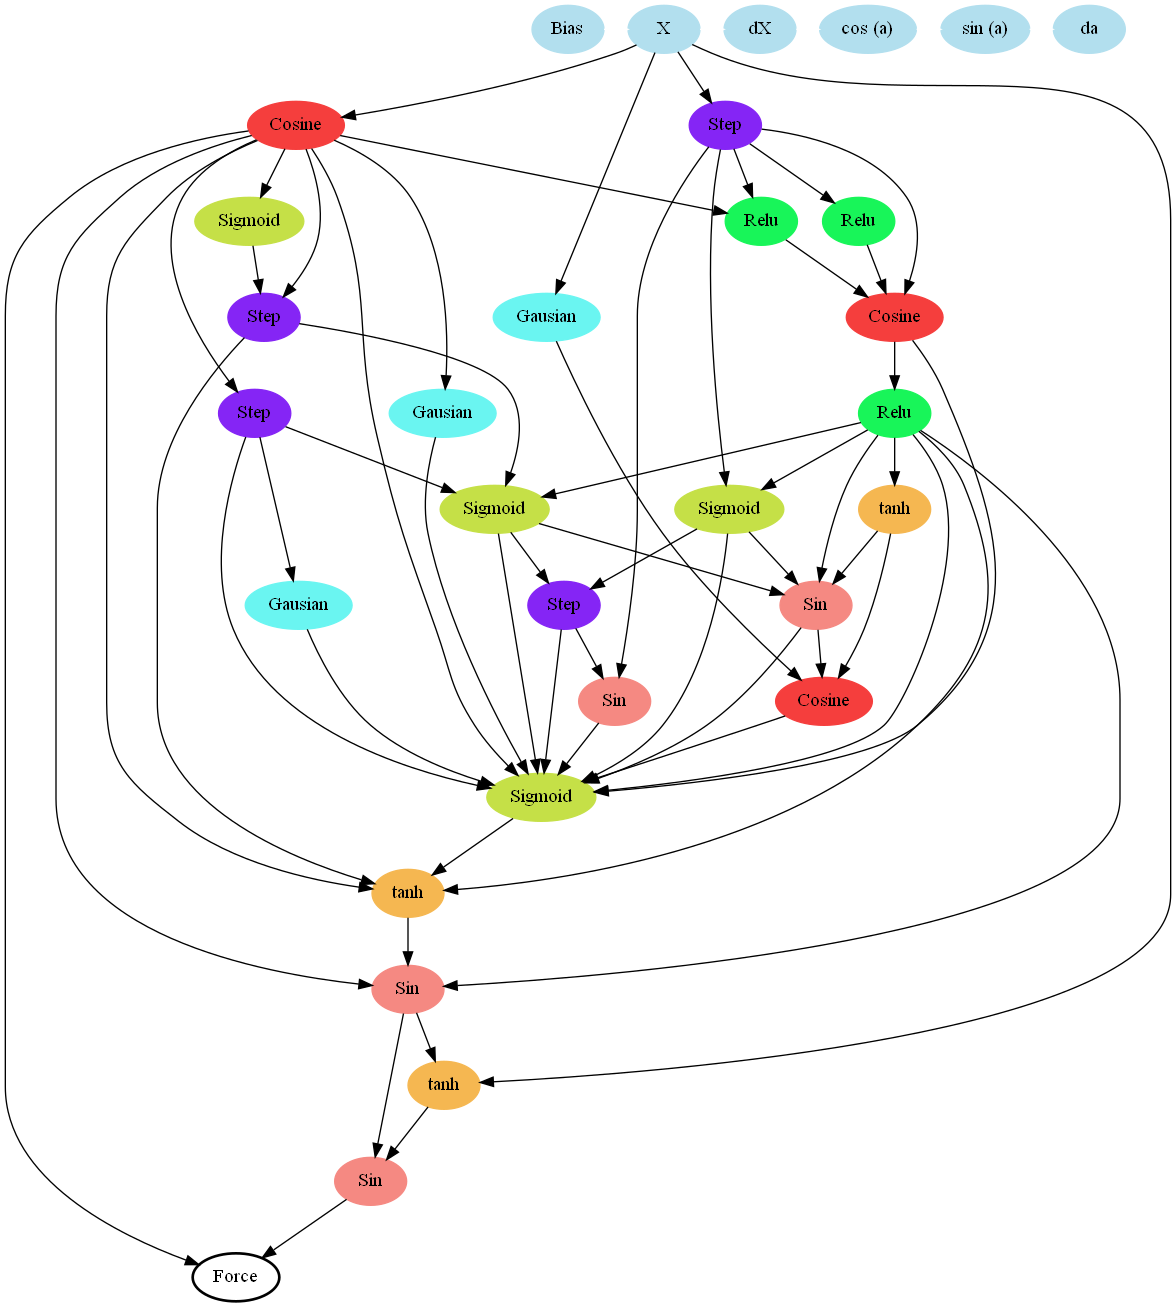 Bias X dX cos (a) sin (a) da
Cosine Step
Sigmoid Relu Relu
Step Gausian Cosine
Step Gausian Relu
Sigmoid Sigmoid tanh
Gausian Step Sin
Sin Cosine
Sigmoid
tanh
Sin
tanh
Sin
Force